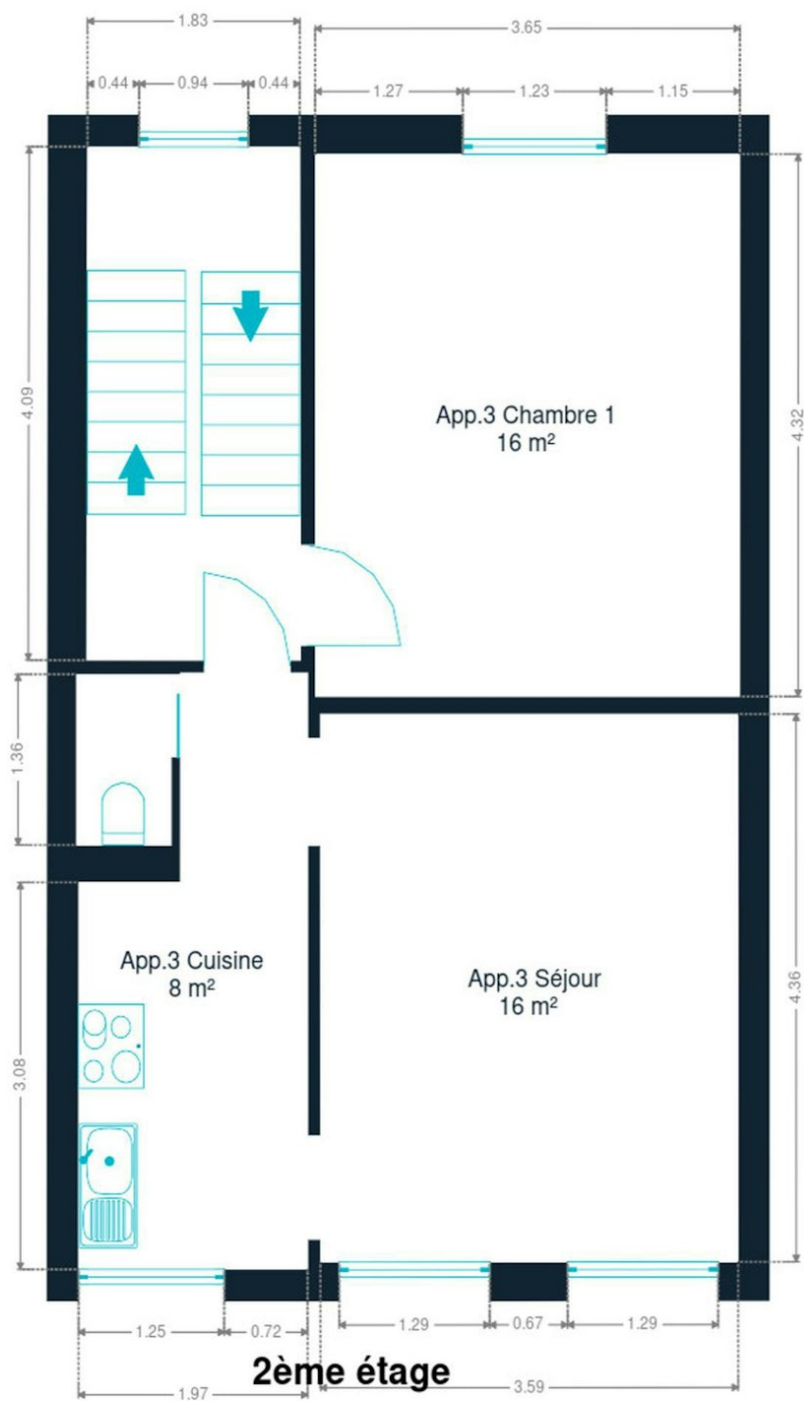 1.83
3.65
0.44 0.94 0.44
1.27 1.23 1.15
4.09
4.32
App.3 Chambre 1
16 m²
1.36
App.3 Cuisine
8 m²
App.3 Séjour
16 m²
4.36
3.08
1.25 0.72
1.29 0.67 1.29
2ème étage
1.97
3.59